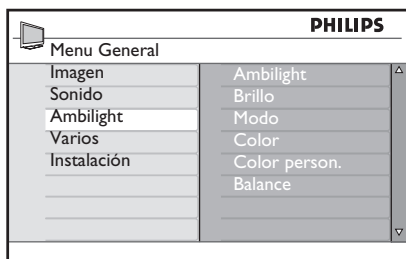 PHILIPS
Menu General
Imagen
Sonido
Ambilight
Varios
Instalación
Ambilight
Brillo
Modo
Color
Color person.
Balance